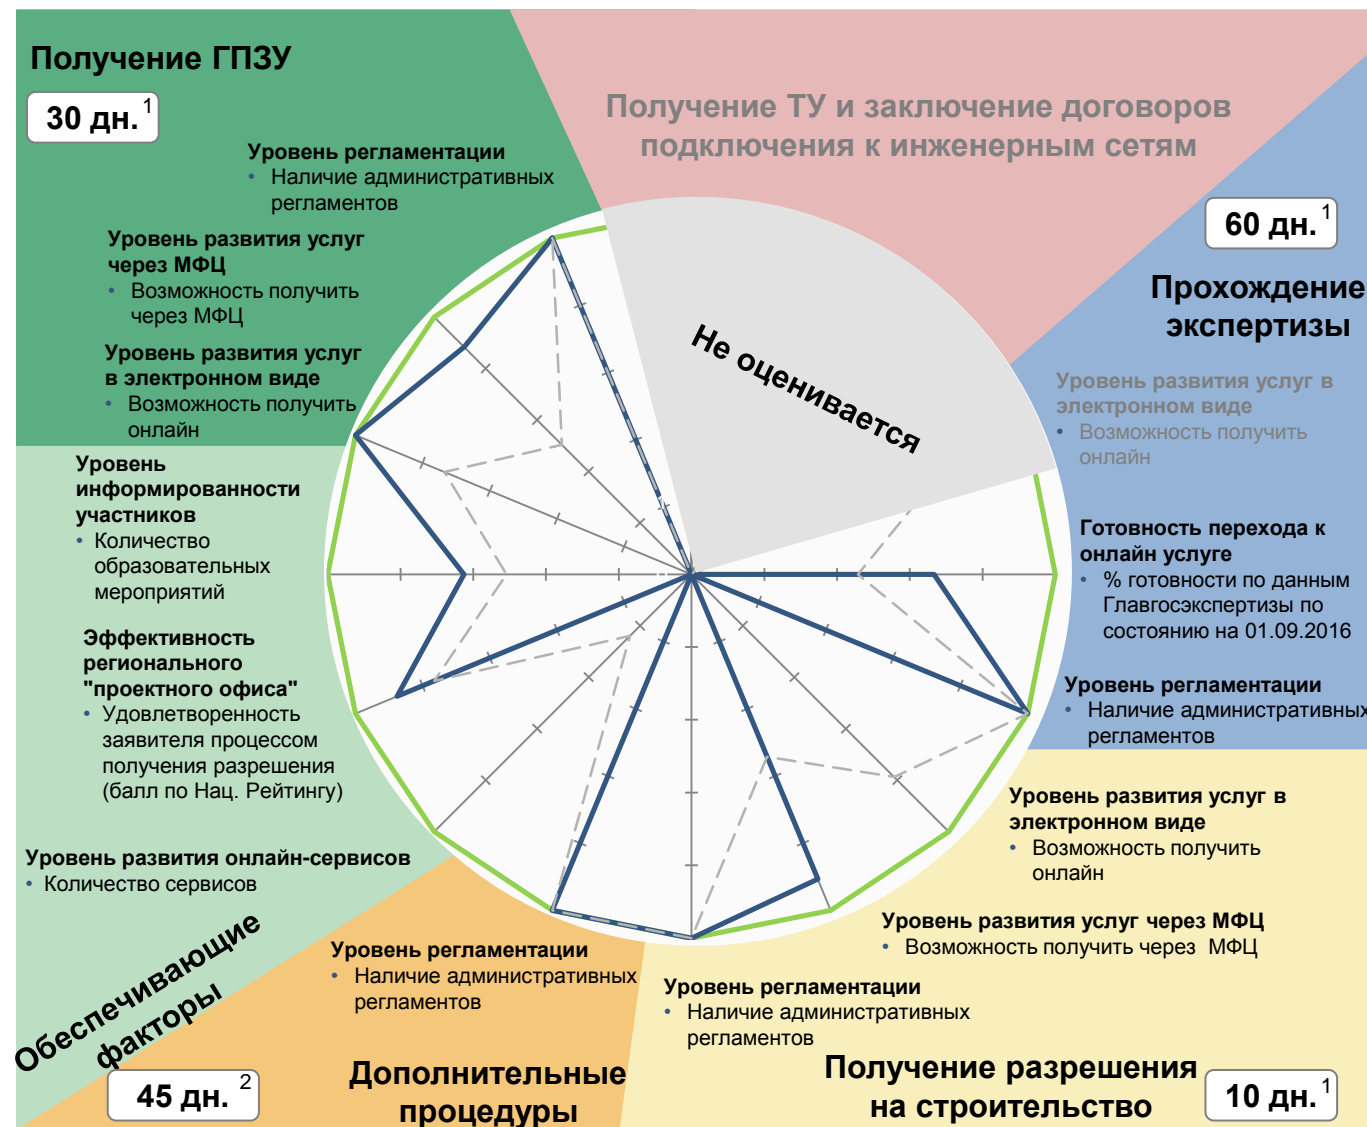 Получение ГПЗУ
30 дн.1
Уровень регламентации
• Наличие административных
регламентов
Уровень развития услуг
через МФЦ
• Возможность получить
через МФЦ
Уровень развития услуг
в электронном виде
• Возможность получить
онлайн
Получение ТУ и заключение договоров
подключения к инженерным сетям
Не оценивается
60 дн.1
Прохождение
экспертизы
Уровень развития услуг в
электронном виде
• Возможность получить
онлайн
Готовность перехода к
онлайн услуге
• % готовности по данным
Главгосэкспертизы по
состоянию на 01.09.2016
Уровень регламентации
• Наличие административных
регламентов
Уровень развития услуг в
электронном виде
• Возможность получить
онлайн
Уровень развития услуг через МФЦ
• Возможность получить через МФЦ
Уровень регламентации
• Наличие административных
регламентов
Получение разрешения
на строительство
10 дн.1
Уровень регламентации
• Наличие административных
регламентов
Дополнительные
процедуры
45 дн.2
Уровень
информированности
участников
• Количество
образовательных
мероприятий
Эффективность
регионального
"проектного офиса"
• Удовлетворенность
заявителя процессом
получения разрешения
(балл по Нац. Рейтингу)
Уровень развития онлайн-сервисов
• Количество сервисов
Обеспечивающие
факторы